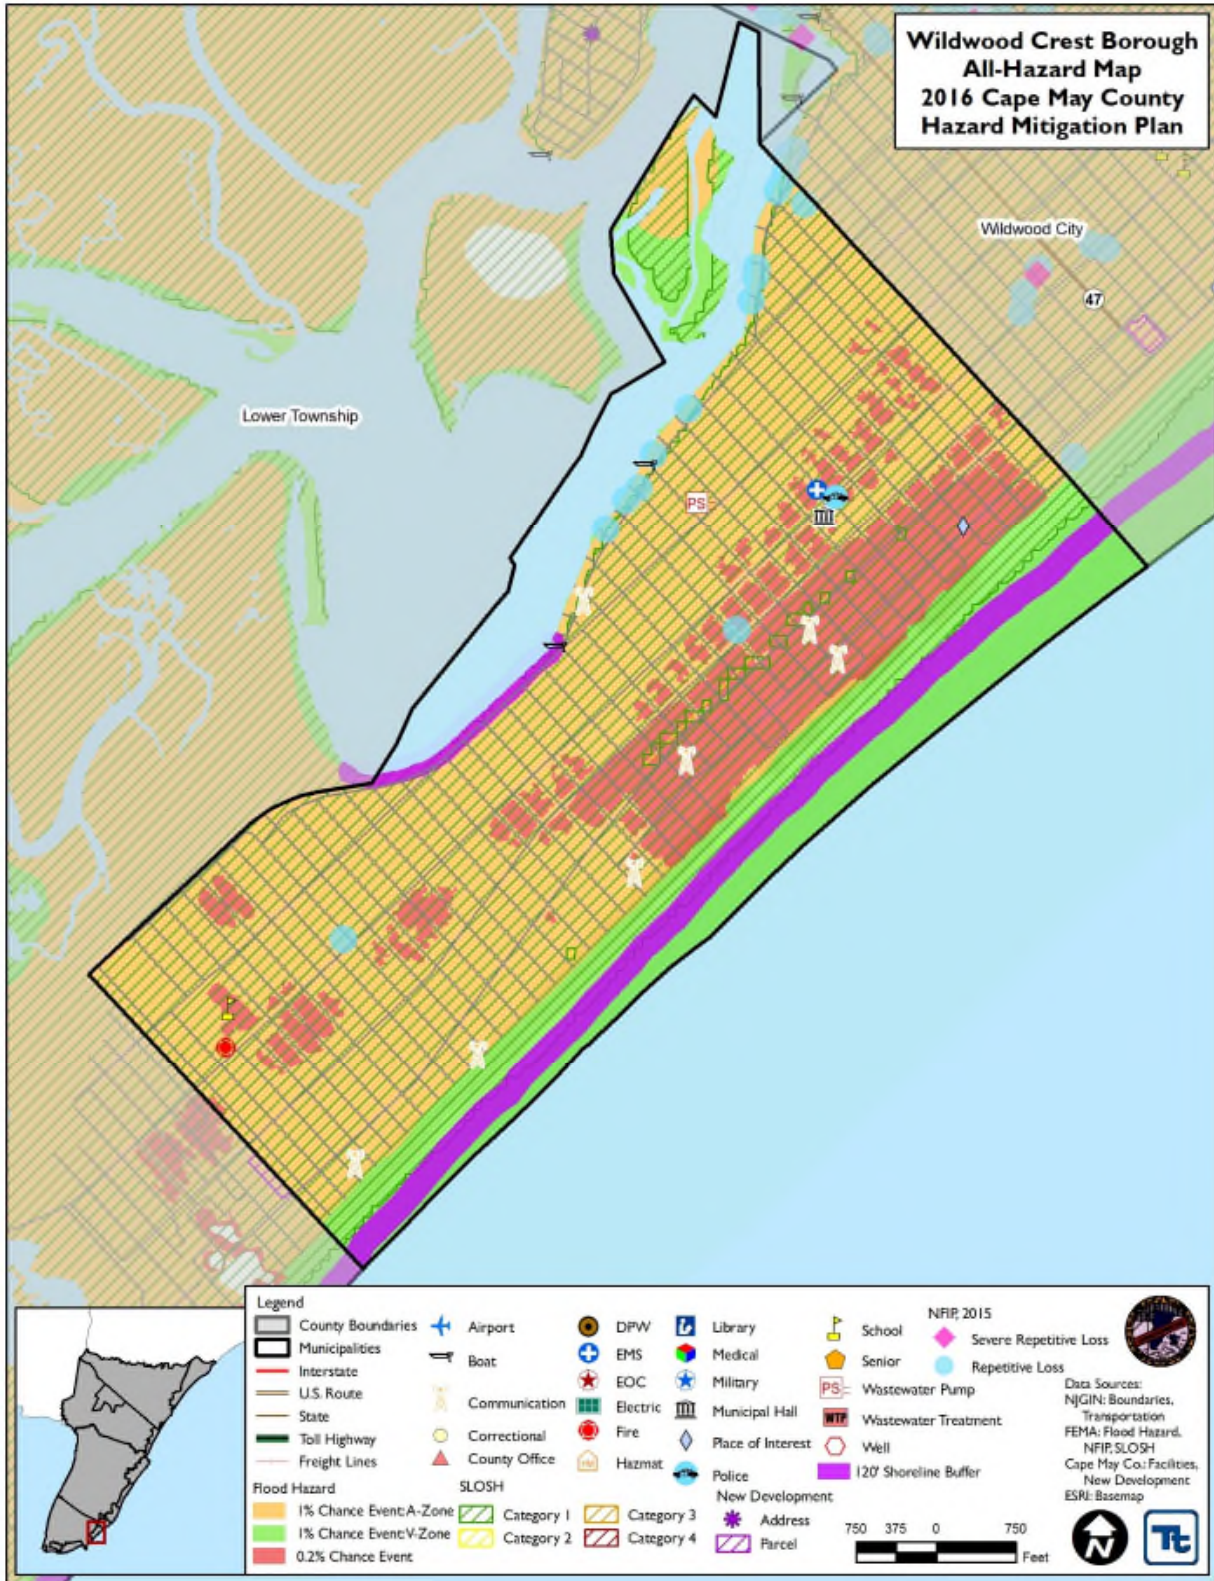 Wildwood Crest Borough
All-Hazard Map
2016 Cape May County
Hazard Mitigation Plan
Wildwood City
47
Lower Township
PS
Legend
County Boundaries
Municipalities
Interstate
U.S. Route
State
Toll Highway
Freight Lines
Airport
Boat
Communication
Correctional
County Office
DPW
EMS
EOC
Electric
Fire
Hazmat
Library
Medical
Military
Municipal Hall
Place of Interest
Police
School
Senior
PS Wastewater Pump
WTP Wastewater Treatment
Well
120' Shoreline Buffer
NFIP, 2015
Severe Repetitive Loss
Repetitive Loss
Flood Hazard
1% Chance Event: A-Zone
1% Chance Event: V-Zone
0.2% Chance Event
SLOSH
Category 1
Category 2
Category 3
Category 4
New Development
Address
Parcel
750 375 0 750
Feet
Data Sources:
NJGIN: Boundaries,
Transportation
FEMA: Flood Hazard,
NFIP, SLOSH
Cape May Co.: Facilities,
New Development
ESRI: Basemap
N
Tt